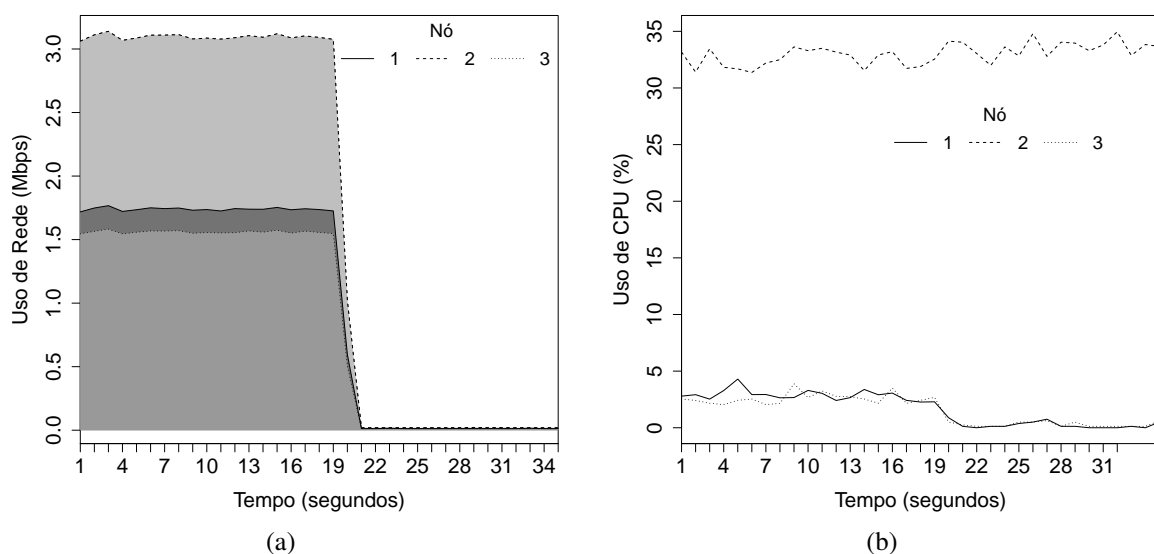 Nó
1 2 3
Uso de Rede (Mbps)
0.0 0.5 1.0 1.5 2.0 2.5 3.0
1 4 7 10 13 16 19 22 25 28 31 34
Tempo (segundos)
(a)
Nó
1 2 3
Uso de CPU (%)
0 5 10 15 20 25 30 35
1 4 7 10 13 16 19 22 25 28 31
Tempo (segundos)
(b)